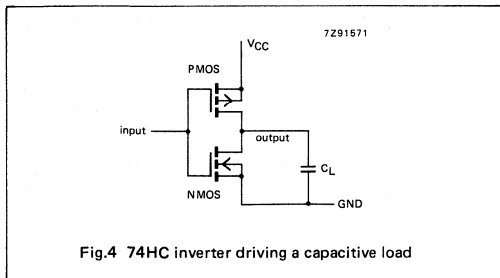 7Z91571
VCC
PMOS
input
output
CL
NMOS
GND
Fig.4 74HC inverter driving a capacitive load